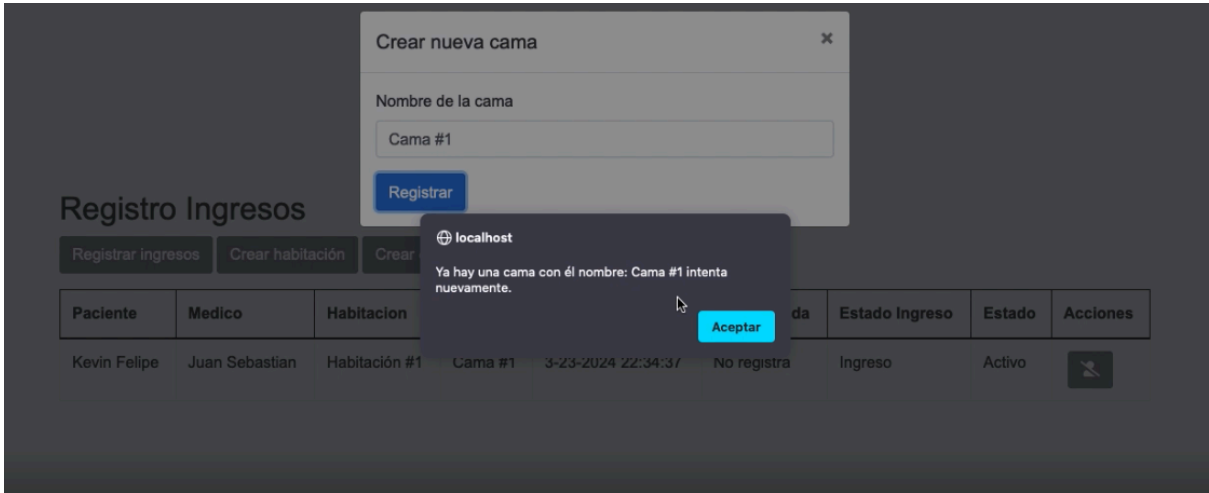 Crear nueva cama
×
Nombre de la cama
Cama #1
Registrar
Registro Ingresos
Registrar ingresos Crear habitación Crear
localhost
Ya hay una cama con él nombre: Cama #1 intenta
nuevamente.
Aceptar
Paciente Medico Habitacion da Estado Ingreso Estado Acciones
Kevin Felipe Juan Sebastian Habitación #1 Cama #1 3-23-2024 22:34:37 No registra Ingreso Activo